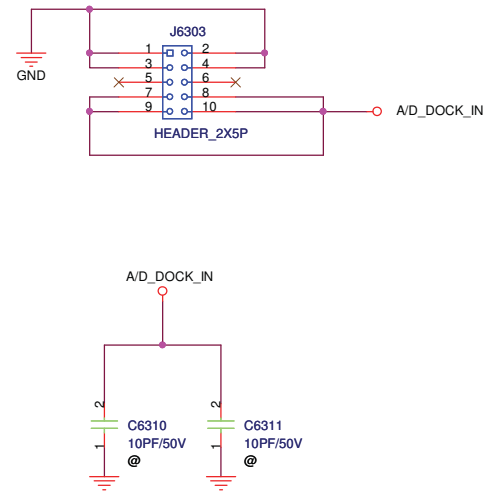 J6303
1 2
3 4
5 6
7 8
9 10
GND
A/D_DOCK_IN
HEADER_2X5P
A/D_DOCK_IN
2 2
C6310 C6311
10PF/50V 10PF/50V
1 1
@ @